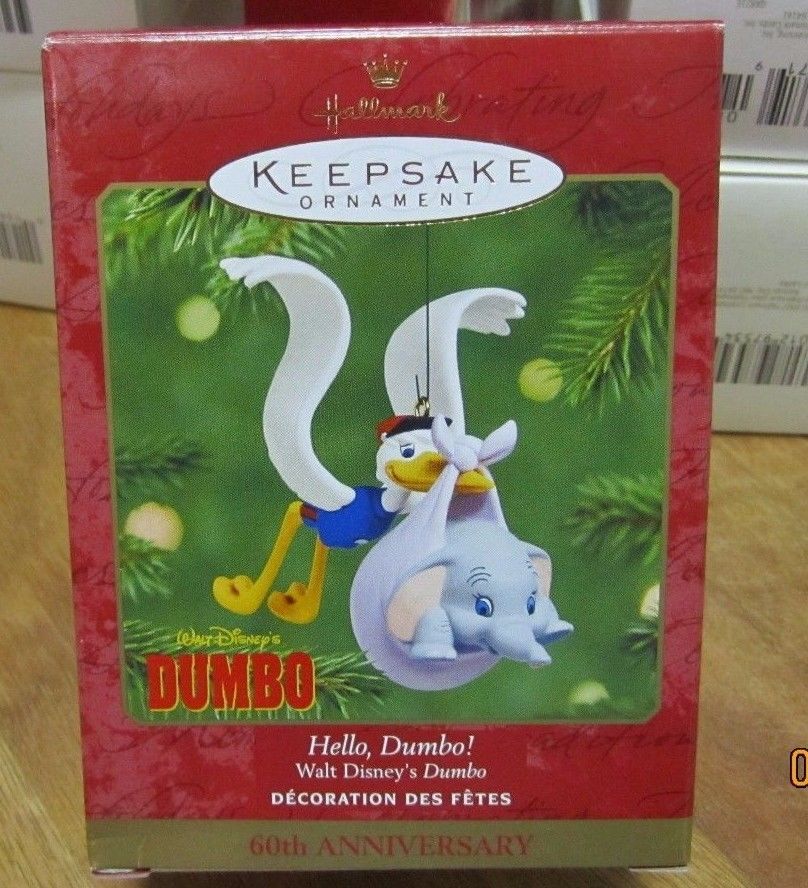 Hallmark
KEEPSAKE
ORNAMENT
WALT DISNEY'S
DUMBO
Hello, Dumbo!
Walt Disney's Dumbo
DÉCORATION DES FÊTES
60th ANNIVERSARY